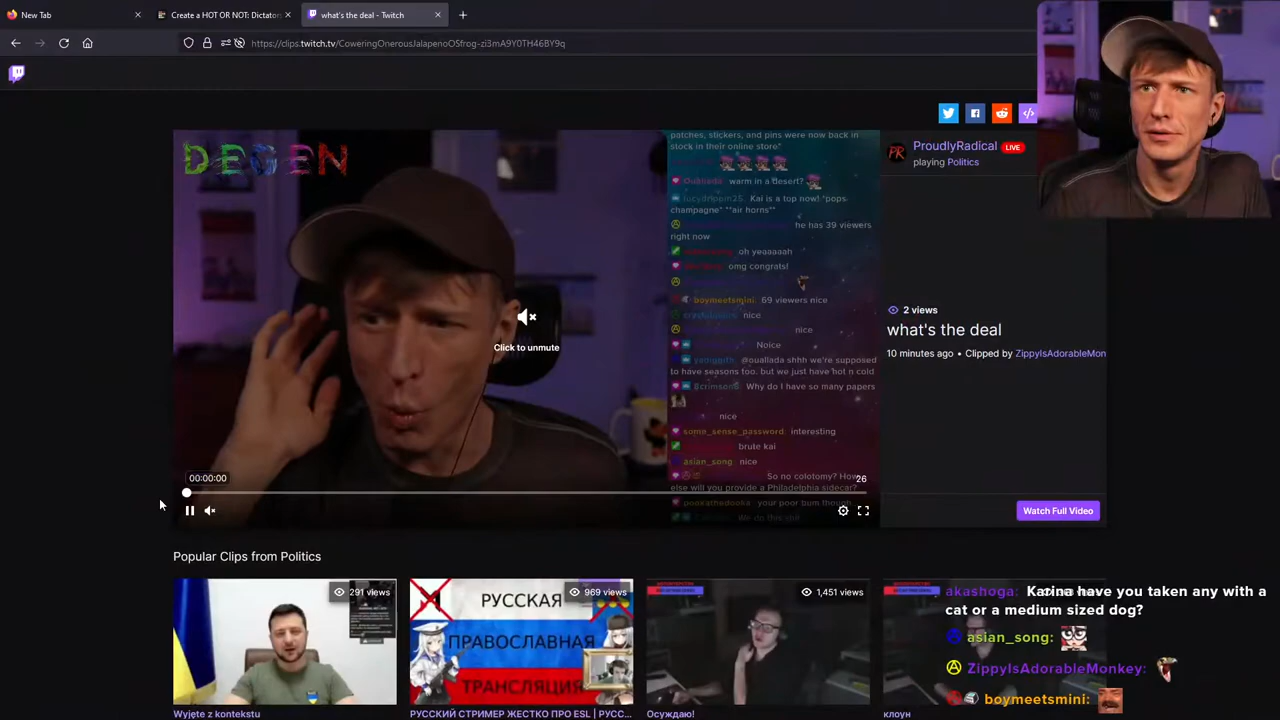 New Tab
Create a HOT OR NOT: Dictator
what's the deal - Twitch
https://clips.twitch.tv/CoweringOnerousJalapenoOSfrog-zi3mA9Y0TH46BY9q
DEGEN
patches, stickers, and pins were now back
in stock in their online store"
warm in a desert?
Kai is a top now! *pops
champagne* **air horns**
he has 39 viewers
right now
oh yeaaaaah
omg congrats!
boymeetsmini: 69 viewers nice
nice
nice
Noice
@ouallada shhh we're supposed
to have seasons too. but we just have hot n cold
Why do I have so many papers
nice
some_sense_password: interesting
brute kai
asian_song: nice
So no colotomy? How
else will you provide a Philadelphia sidecar?
your poor bum though
Click to unmute
00:00:00
26
ProudlyRadical LIVE
playing Politics
2 views
what's the deal
10 minutes ago • Clipped by ZippyIsAdorableMon
Watch Full Video
Popular Clips from Politics
291 views
969 views
РУССКАЯ
ПРАВОСЛАВНАЯ
ТРАНСЛЯЦИЯ
1,451 views
Wyjęte z kontekstu
РУССКИЙ СТРИМЕР ЖЕСТКО ПРО ESL | РУСС...
Осуждаю!
клоун
akashoga: Kaina have you taken any with a
cat or a medium sized dog?
asian_song:
ZippyIsAdorableMonkey:
boymeetsmini: